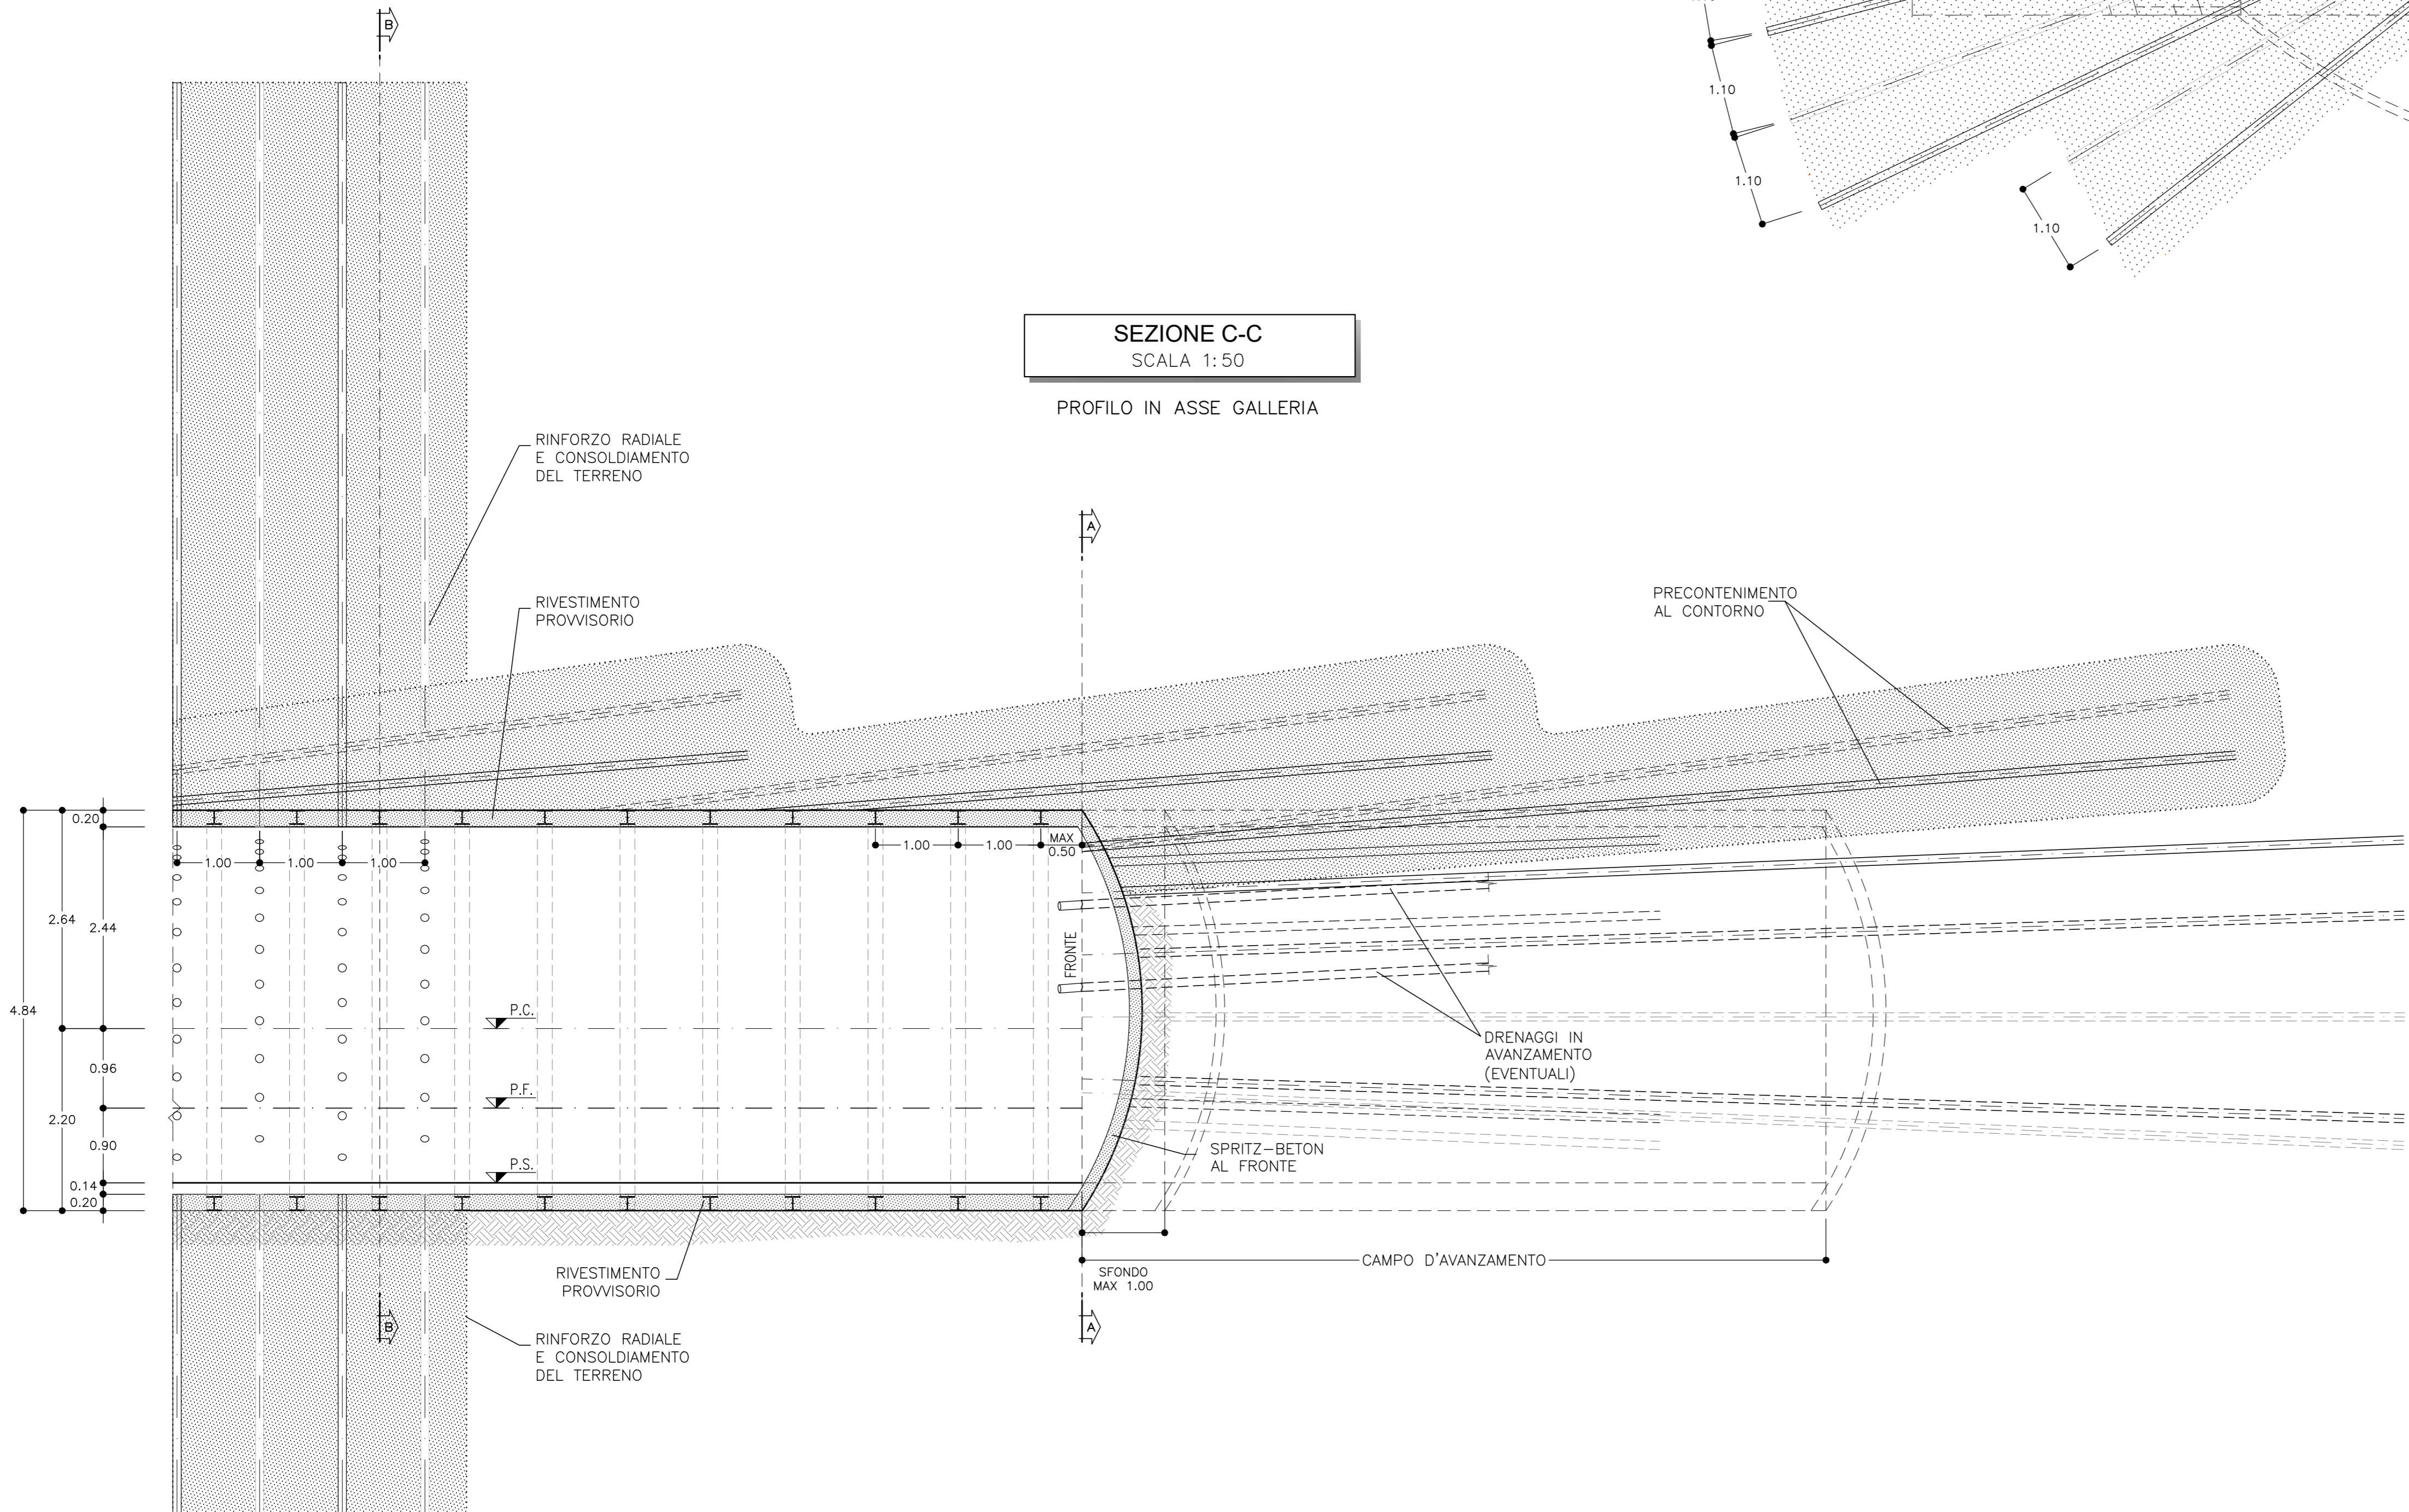 B
1.10
1.10
1.10
SEZIONE C-C
SCALA 1:50
PROFILO IN ASSE GALLERIA
RINFORZO RADIALE
E CONSOLDIAMENTO
DEL TERRENO
A
RIVESTIMENTO
PROVVISORIO
PRECONTENIMENTO
AL CONTORNO
0.20
MAX
0.50
1.00
1.00
1.00
1.00
1.00
2.64
2.44
FRONTE
4.84
P.C.
DRENAGGI IN
AVANZAMENTO
(EVENTUALI)
0.96
P.F.
2.20
0.90
SPRITZ-BETON
AL FRONTE
P.S.
0.14
0.20
CAMPO D'AVANZAMENTO
SFONDO
MAX 1.00
RIVESTIMENTO
PROVVISORIO
B
A
RINFORZO RADIALE
E CONSOLDIAMENTO
DEL TERRENO